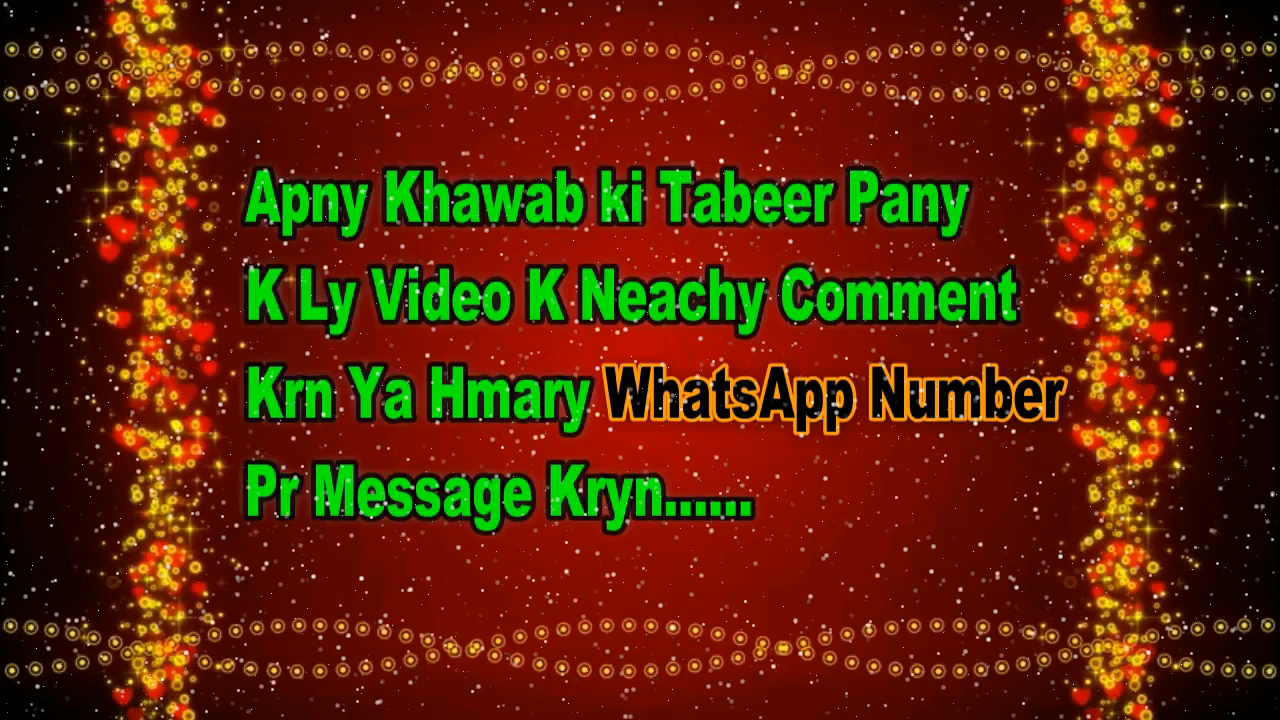 Apny Khawab ki Tabeer Pany
K Ly Video K Neachy Comment
Krn Ya Hmary WhatsApp Number
Pr Message Kryn......